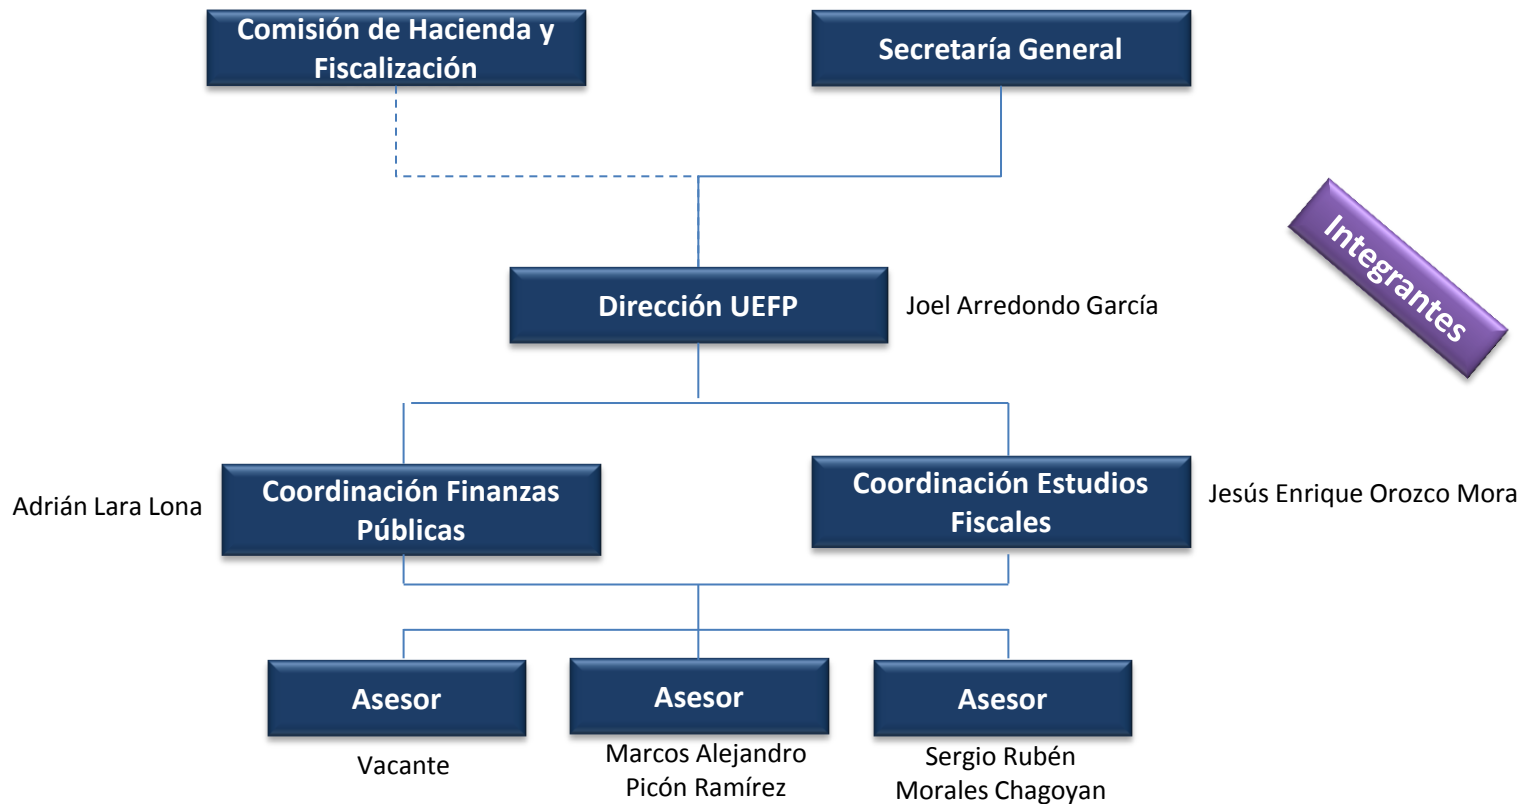 Comisión de Hacienda y
Fiscalización
Secretaría General
Integrantes
Dirección UEFP
Joel Arredondo García
Adrián Lara Lona
Coordinación Finanzas
Públicas
Coordinación Estudios
Fiscales
Jesús Enrique Orozco Mora
Asesor
Vacante
Asesor
Marcos Alejandro
Picón Ramírez
Asesor
Sergio Rubén
Morales Chagoyan